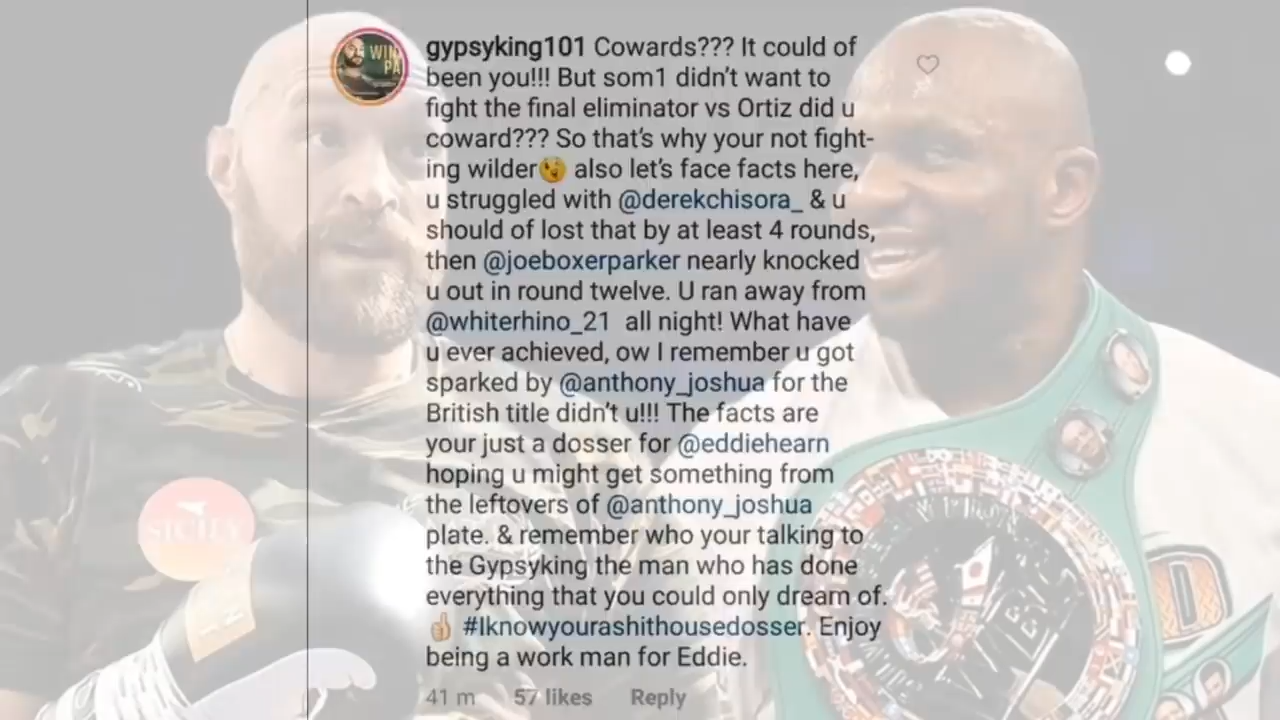 gypsyking101 Cowards??? It could of
been you!!! But som1 didn't want to
fight the final eliminator vs Ortiz did u
coward??? So that's why your not fight-
ing wilder😜 also let's face facts here,
u struggled with @derekchisora_ & u
should of lost that by at least 4 rounds,
then @joeboxerparker nearly knocked
u out in round twelve. U ran away from
@whiterhino_21 all night! What have
u ever achieved, ow I remember u got
sparked by @anthony_joshua for the
British title didn't u!!! The facts are
your just a dosser for @eddiehearn
hoping u might get something from
the leftovers of @anthony_joshua
plate. & remember who your talking to
the Gypsyking the man who has done
everything that you could only dream of.
👍🏼 #Iknowyourashithousedosser. Enjoy
being a work man for Eddie.
41 m 57 likes Reply
SICILY